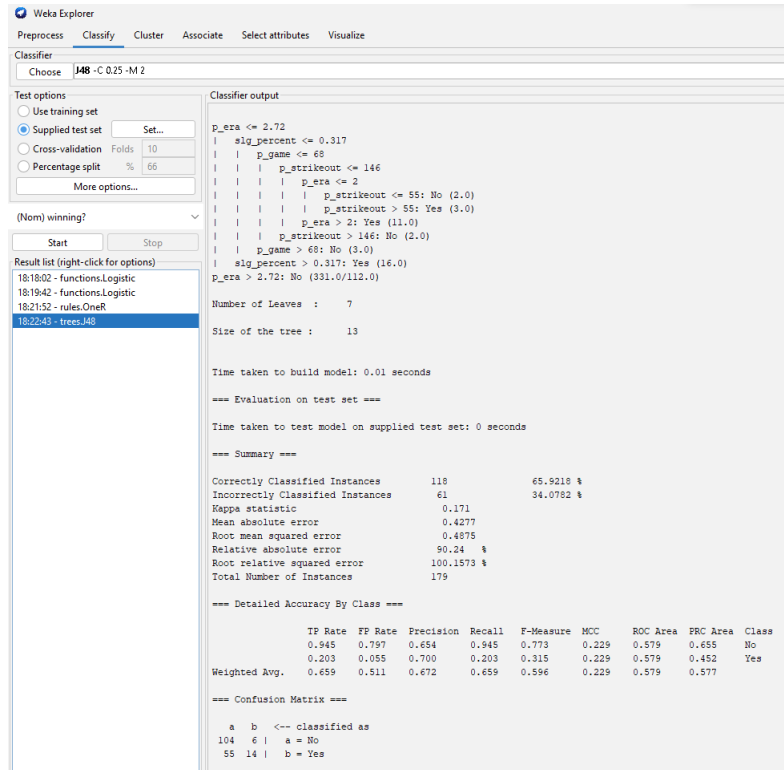 Weka Explorer
Preprocess Classify Cluster Associate Select attributes Visualize
Classifier
Choose J48 -C 0.25 -M 2
Test options
Use training set
Supplied test set Set...
Cross-validation Folds 10
Percentage split % 66
More options...
(Nom) winning?
Start Stop
Result list (right-click for options)
18:18:02 - functions.Logistic
18:19:42 - functions.Logistic
18:21:52 - rules.OneR
18:22:43 - trees.J48
Classifier output
p_era <= 2.72
| slg_percent <= 0.317
| | p_game <= 68
| | | p_strikeout <= 146
| | | | p_era <= 2
| | | | | p_strikeout <= 55: No (2.0)
| | | | | p_strikeout > 55: Yes (3.0)
| | | | p_era > 2: Yes (11.0)
| | | p_strikeout > 146: No (2.0)
| | p_game > 68: No (3.0)
| slg_percent > 0.317: Yes (16.0)
p_era > 2.72: No (331.0/112.0)
Number of Leaves : 7
Size of the tree : 13
Time taken to build model: 0.01 seconds
=== Evaluation on test set ===
Time taken to test model on supplied test set: 0 seconds
=== Summary ===
Correctly Classified Instances 118 65.9218 %
Incorrectly Classified Instances 61 34.0782 %
Kappa statistic 0.171
Mean absolute error 0.4277
Root mean squared error 0.4875
Relative absolute error 90.24 %
Root relative squared error 100.1573 %
Total Number of Instances 179
=== Detailed Accuracy By Class ===
TP Rate FP Rate Precision Recall F-Measure MCC ROC Area PRC Area Class
0.945 0.797 0.654 0.945 0.773 0.229 0.579 0.655 No
0.203 0.055 0.700 0.203 0.315 0.229 0.579 0.452 Yes
Weighted Avg. 0.659 0.511 0.672 0.659 0.596 0.229 0.579 0.577
=== Confusion Matrix ===
a b <-- classified as
104 6 | a = No
55 14 | b = Yes